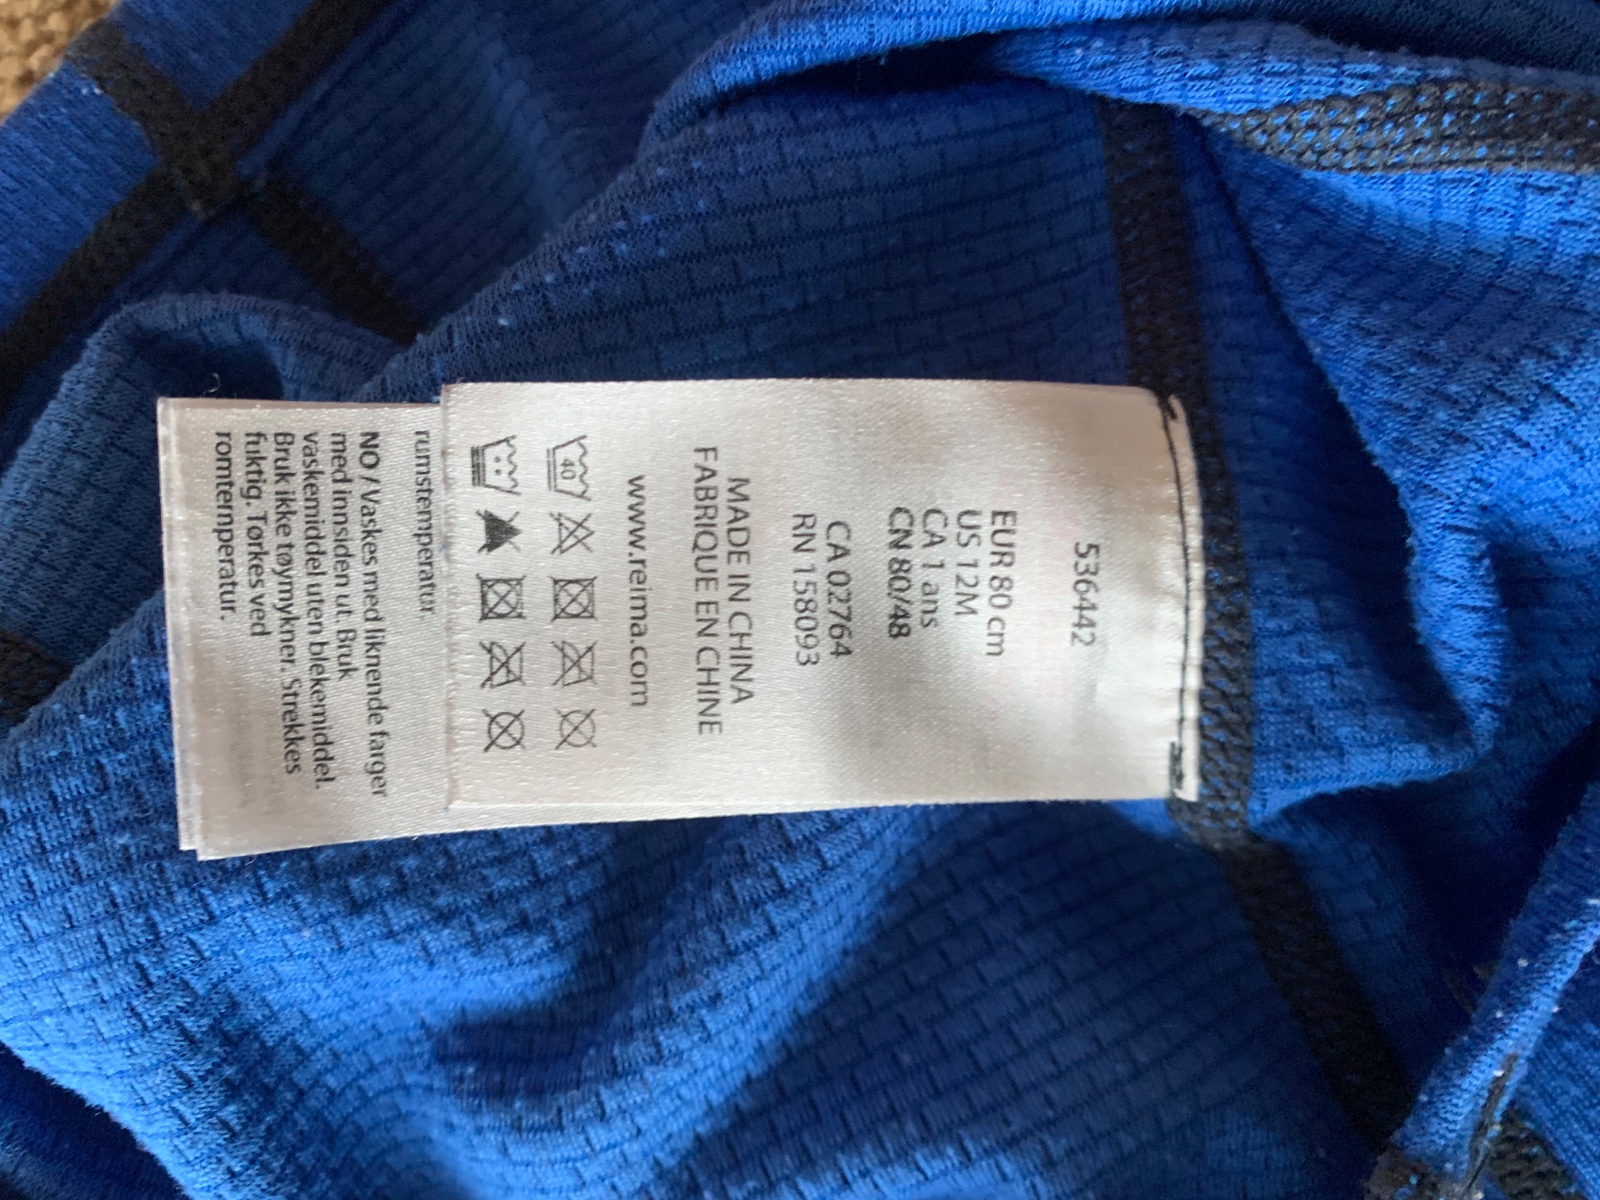 536442
EUR 80 cm
US 12M
CA 1 ans
CN 80/48
CA 02764
RN 158093
MADE IN CHINA
FABRIQUE EN CHINE
www.reima.com
40
rumstemperatur.
NO / Vaskes med liknende farger
med innsiden ut. Bruk
vaskemiddel uten blekemiddel.
Bruk ikke tøymykner. Strekkes
fuktig. Tørkes ved
romtemperatur.